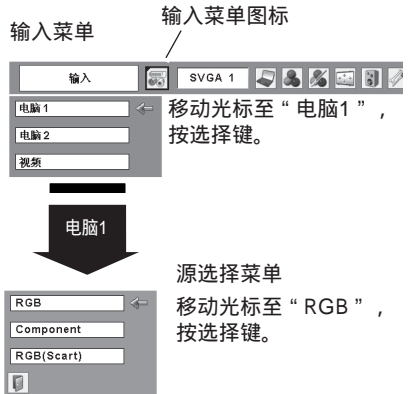 输入菜单图标
输入菜单
输入 SVGA 1
电脑 1
移动光标至“电脑1”，
按选择键。
电脑 2
视频
电脑1
源选择菜单
RGB
移动光标至“RGB”，
按选择键。
Component
RGB(Scart)